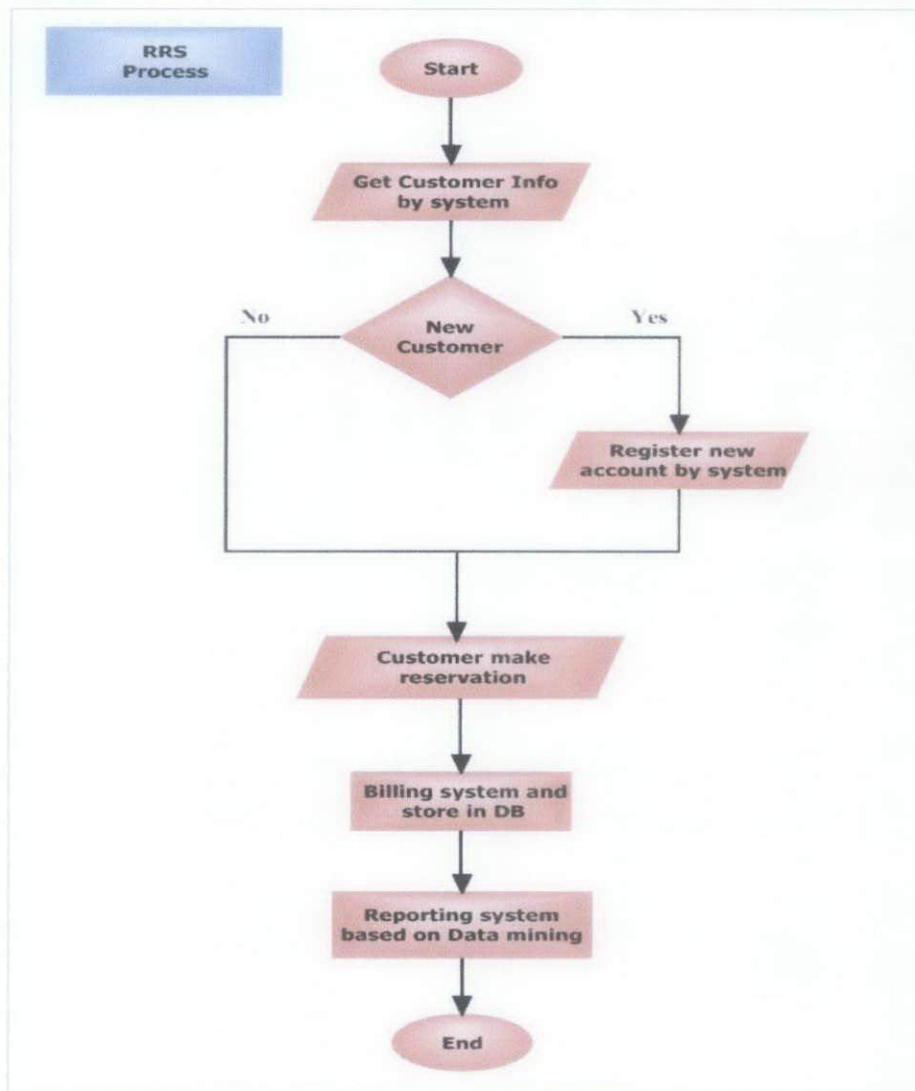 RRS
Process
Start
Get Customer Info
by system
New
Customer
No
Yes
Register new
account by system
Customer make
reservation
Billing system and
store in DB
Reporting system
based on Data mining
End